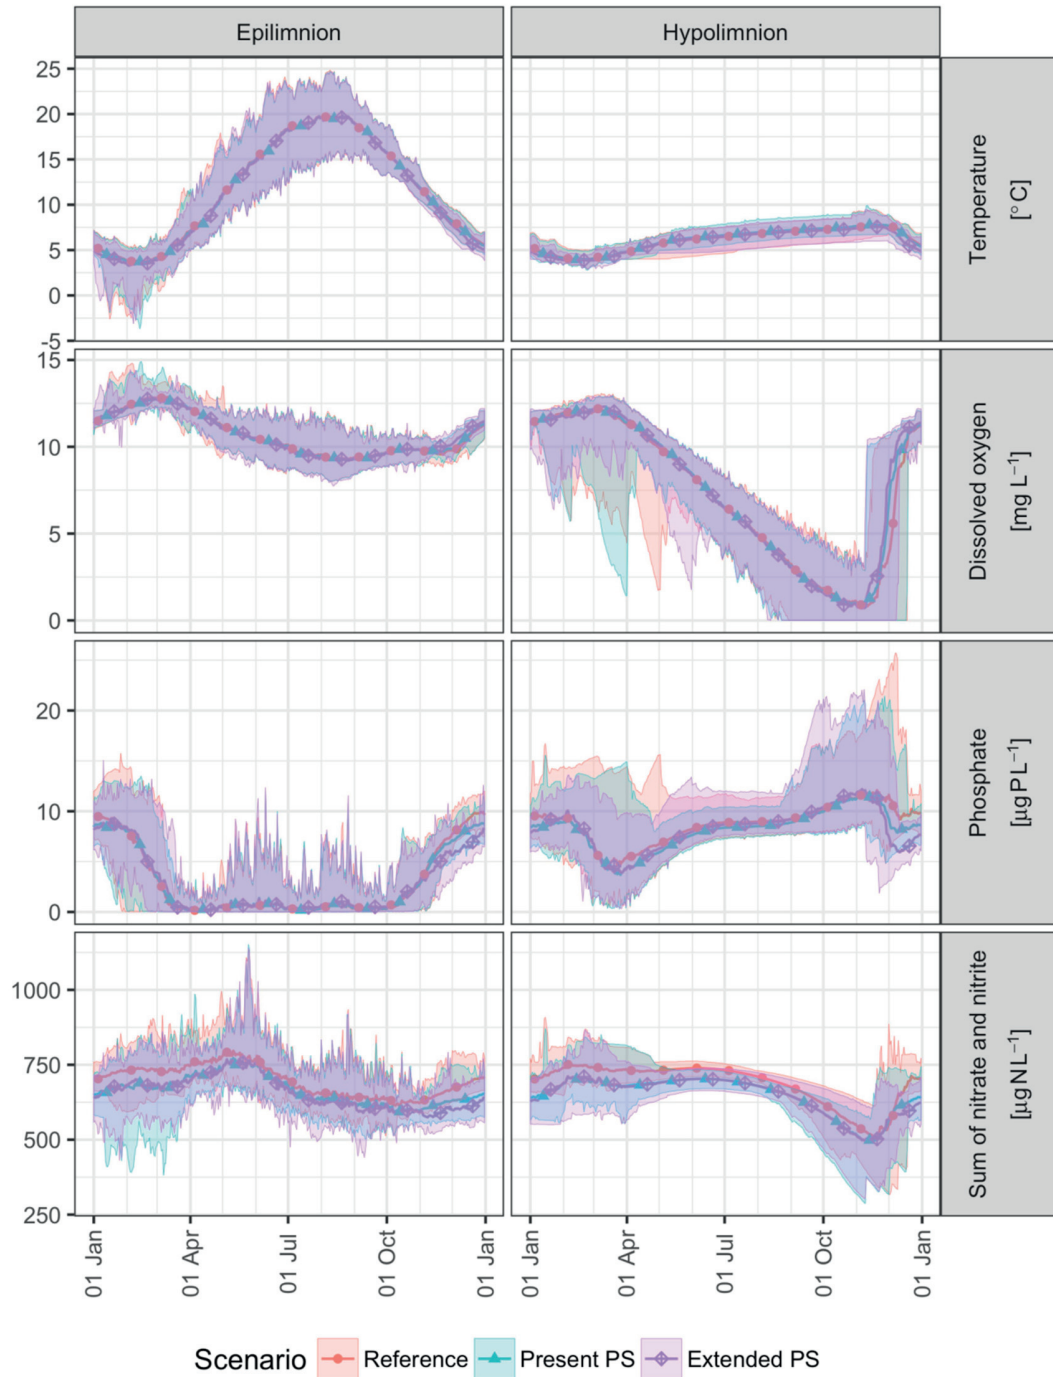 Epilimnion
Hypolimnion
25
20
15
10
5
0
-5
Temperature
[°C]
15
10
5
0
Dissolved oxygen
[mg L⁻¹]
20
10
0
Phosphate
[µg P L⁻¹]
1000
750
500
250
Sum of nitrate and nitrite
[µg N L⁻¹]
01 Jan
01 Apr
01 Jul
01 Oct
01 Jan
01 Jan
01 Apr
01 Jul
01 Oct
01 Jan
Scenario Reference Present PS Extended PS